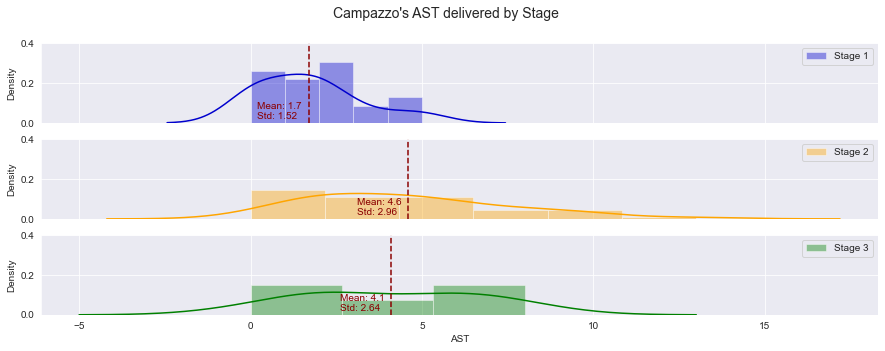 Campazzo's AST delivered by Stage
0.4
0.2
0.0
Density
Stage 1
Mean: 1.7
Std: 1.52
0.4
0.2
0.0
Density
Stage 2
Mean: 4.6
Std: 2.96
0.4
0.2
0.0
Density
Stage 3
Mean: 4.1
Std: 2.64
−5 0 5 10 15
AST